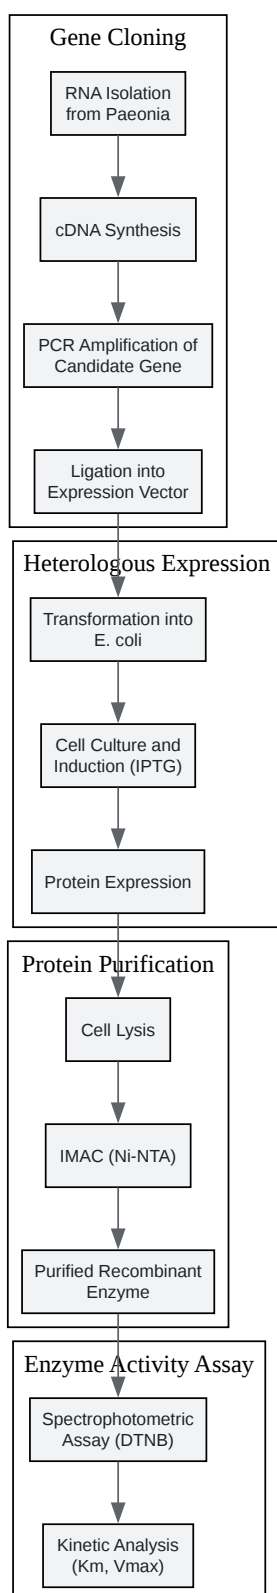 Gene Cloning
RNA Isolation
from Paeonia
cDNA Synthesis
PCR Amplification of
Candidate Gene
Ligation into
Expression Vector
Heterologous Expression
Transformation into
E. coli
Cell Culture and
Induction (IPTG)
Protein Expression
Protein Purification
Cell Lysis
IMAC (Ni-NTA)
Purified Recombinant
Enzyme
Enzyme Activity Assay
Spectrophotometric
Assay (DTNB)
Kinetic Analysis
(Km, Vmax)